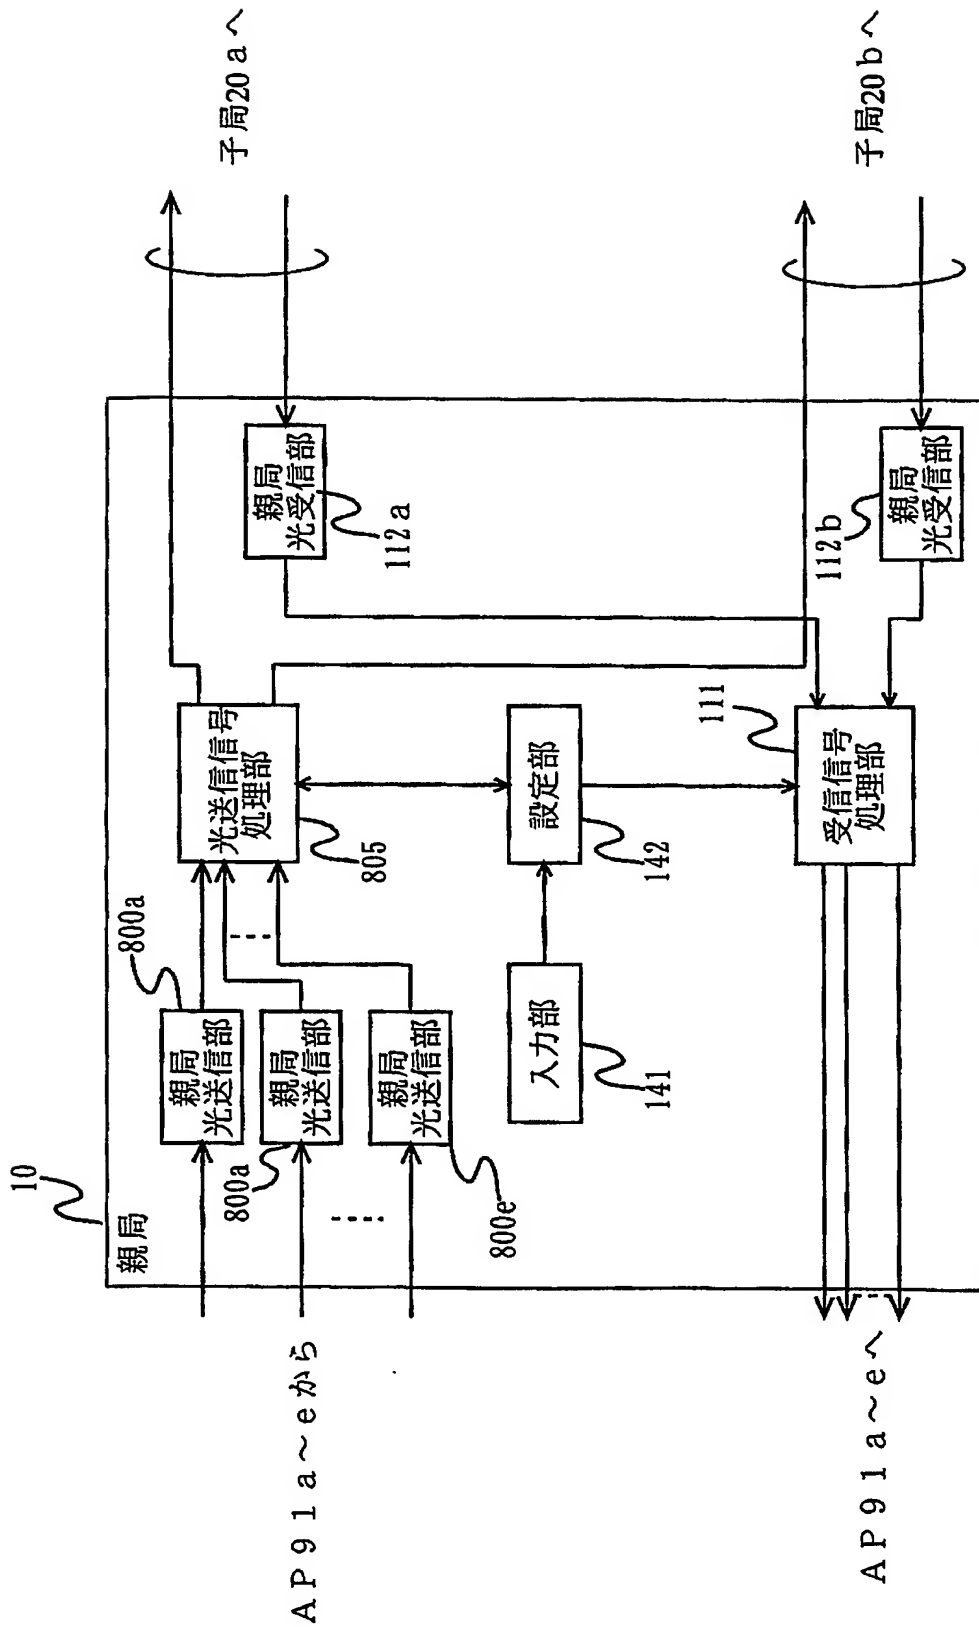 10
親局
AP91a～eから
親局
光送信部
800a
親局
光送信部
800a
親局
光送信部
800e
光送信信号
処理部
805
子局20aへ
親局
光受信部
112a
入力部
141
設定部
142
受信信号
処理部
111
親局
光受信部
112b
子局20bへ
AP91a～eへ